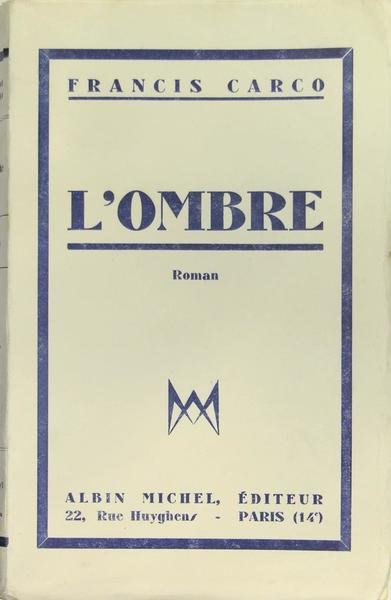 FRANCIS CARCO
L'OMBRE
Roman
ALBIN MICHEL, ÉDITEUR
22, Rue Huyghens - PARIS (14e)